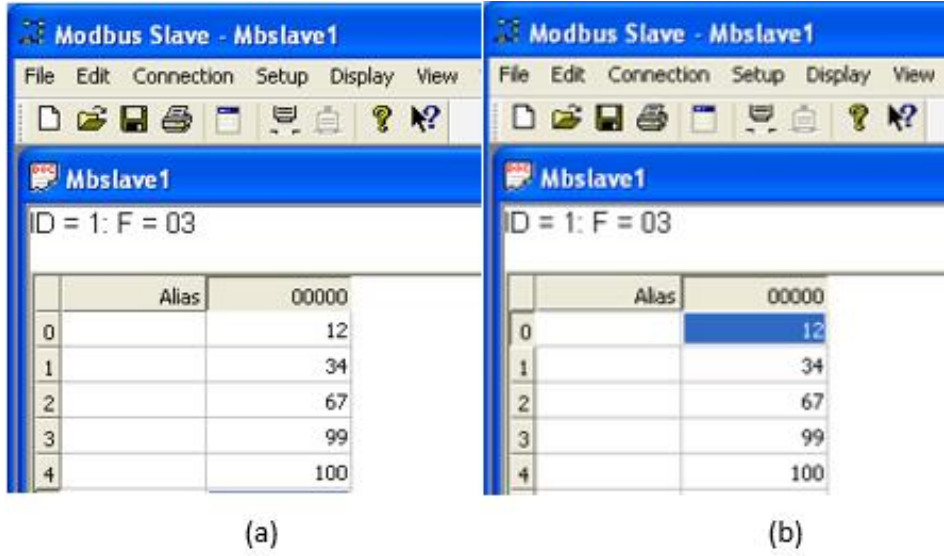 Modbus Slave - Mbslave1
File Edit Connection Setup Display View
Mbslave1
ID = 1: F = 03
Alias 00000
0 12
1 34
2 67
3 99
4 100
(a)
Modbus Slave - Mbslave1
File Edit Connection Setup Display View
Mbslave1
ID = 1: F = 03
Alias 00000
0 12
1 34
2 67
3 99
4 100
(b)